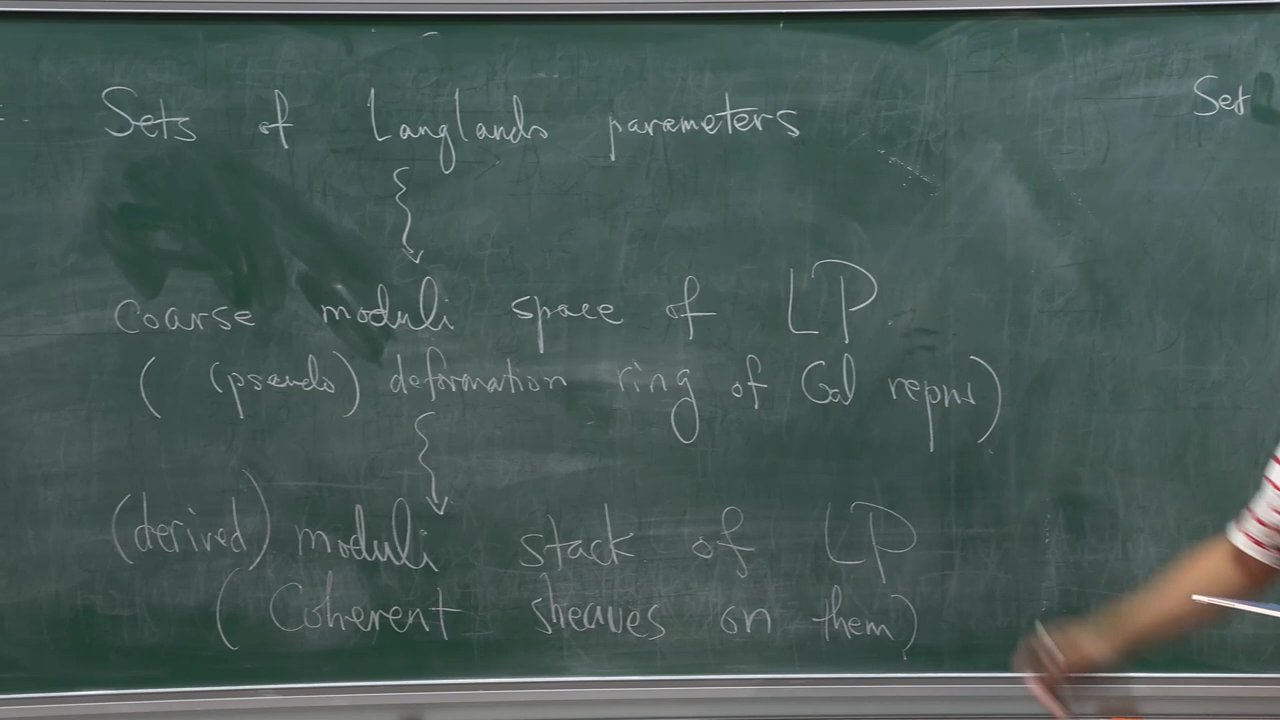 Sets of Langlands parameters
coarse moduli space of LP
( (pseudo) deformation ring of Gal reprs)
(derived) moduli stack of LP
( Coherent sheaves on them)
Set